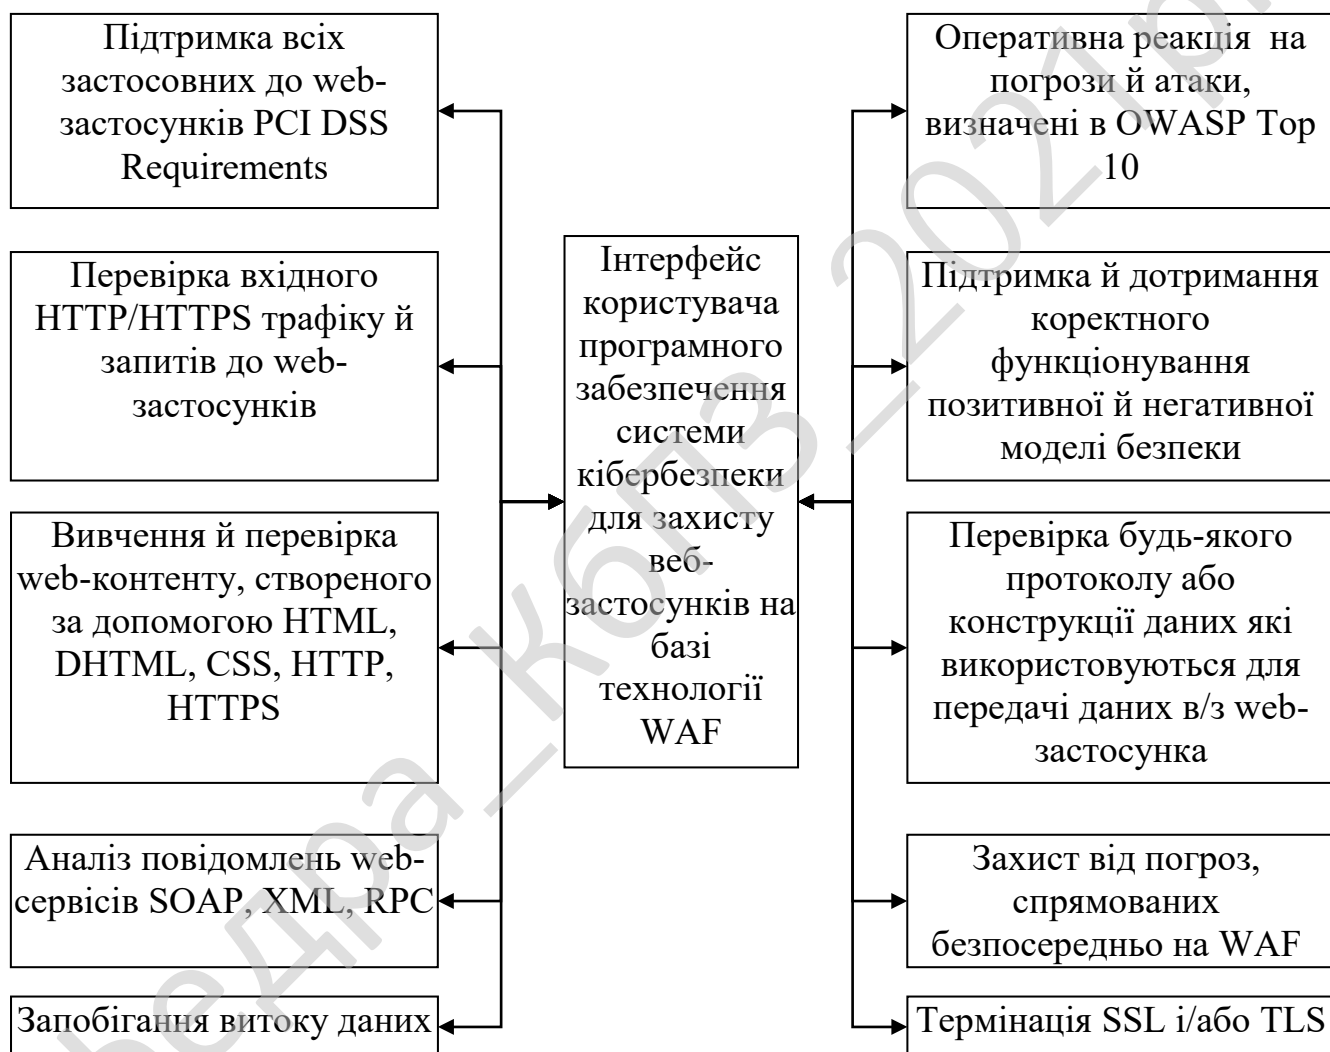 Підтримка всіх
застосовних до web-
застосунків PCI DSS
Requirements
Перевірка вхідного
HTTP/HTTPS трафіку й
запитів до web-
застосунків
Вивчення й перевірка
web-контенту, створеного
за допомогою HTML,
DHTML, CSS, HTTP,
HTTPS
Аналіз повідомлень web-
сервісів SOAP, XML, RPC
Запобігання витоку даних
Інтерфейс
користувача
програмного
забезпечення
системи
кібербезпеки
для захисту
веб-
застосунків на
базі
технології
WAF
Оперативна реакція на
погрози й атаки,
визначені в OWASP Top
10
Підтримка й дотримання
коректного
функціонування
позитивної й негативної
моделі безпеки
Перевірка будь-якого
протоколу або
конструкції даних які
використовуються для
передачі даних в/з web-
застосунка
Захист від погроз,
спрямованих
безпосередньо на WAF
Термінація SSL і/або TLS